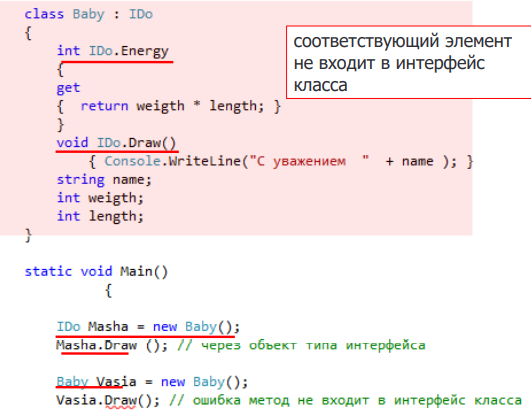 class Baby : IDo
{
int IDo.Energy
{
get
{ return weigth * length; }
}
void IDo.Draw()
{ Console.WriteLine("С уважением " + name ); }
string name;
int weigth;
int length;
}
соответствующий элемент
не входит в интерфейс
класса
static void Main()
{
IDo Masha = new Baby();
Masha.Draw (); // через объект типа интерфейса
Baby Vasia = new Baby();
Vasia.Draw(); // ошибка метод не входит в интерфейс класса